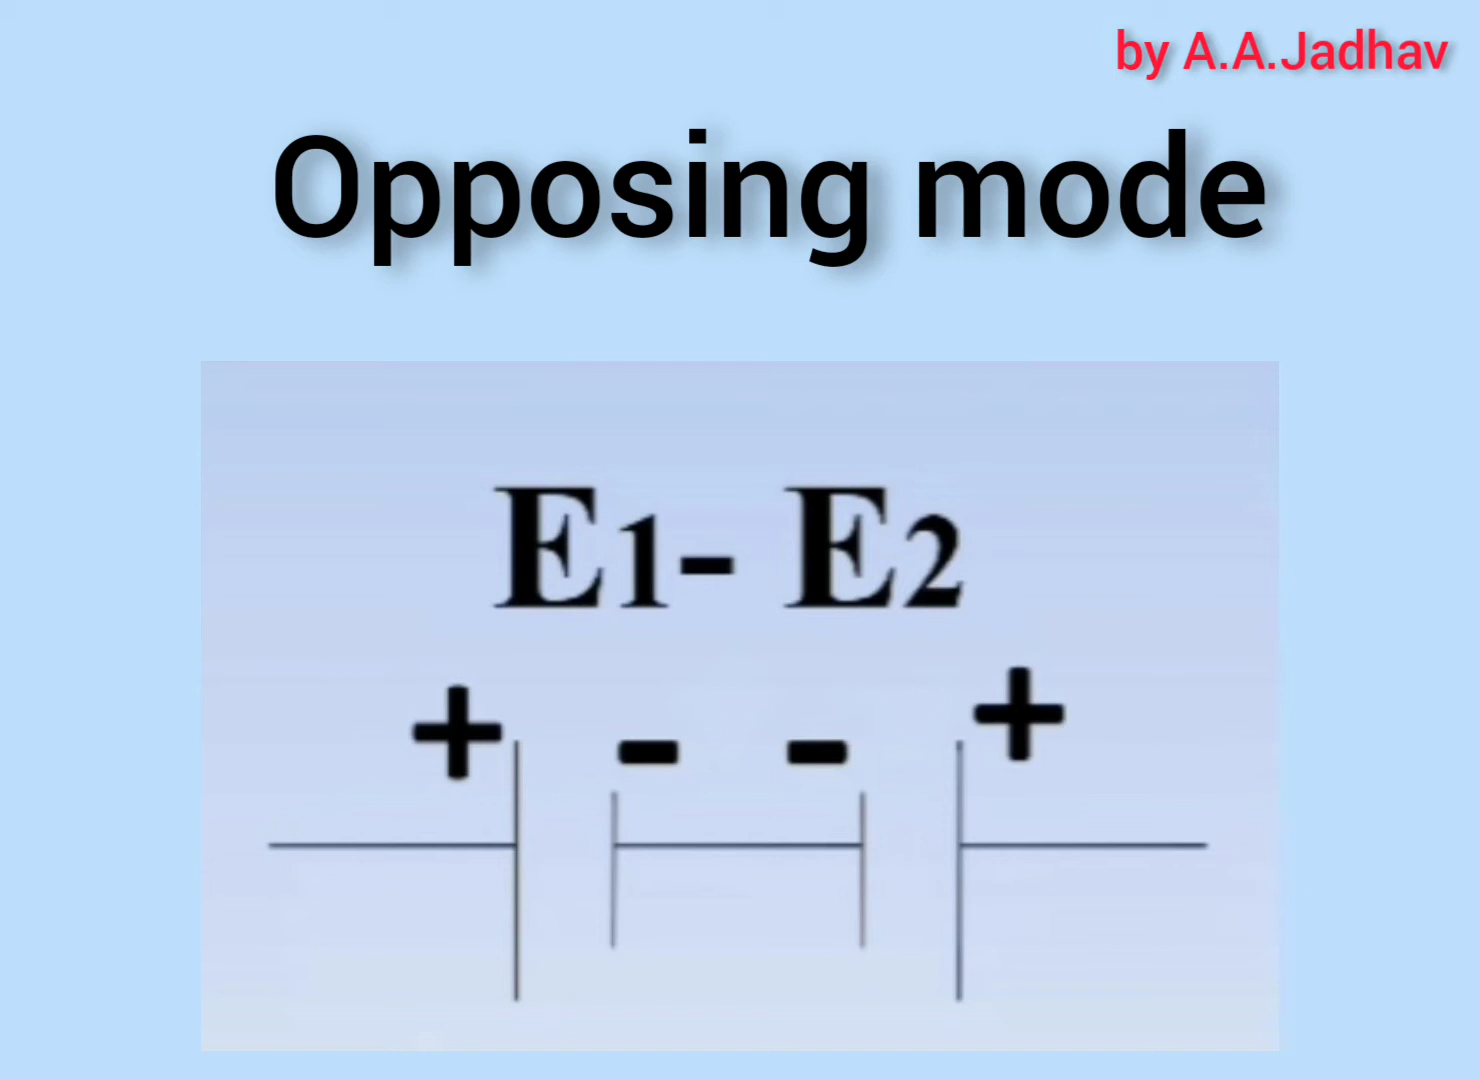 by A.A.Jadhav
Opposing mode
E1- E2
+ - - +